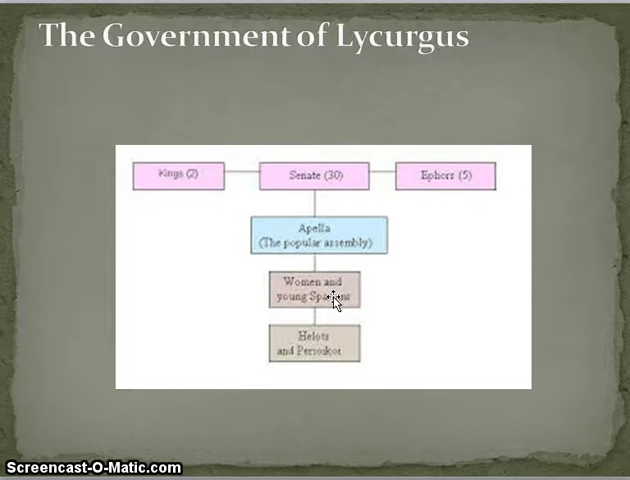 The Government of Lycurgus
Kings (2)
Senate (30)
Ephors (5)
Apella
(The popular assembly)
Women and
young Spartans
Helots
and Perioikoi
Screencast-O-Matic.com